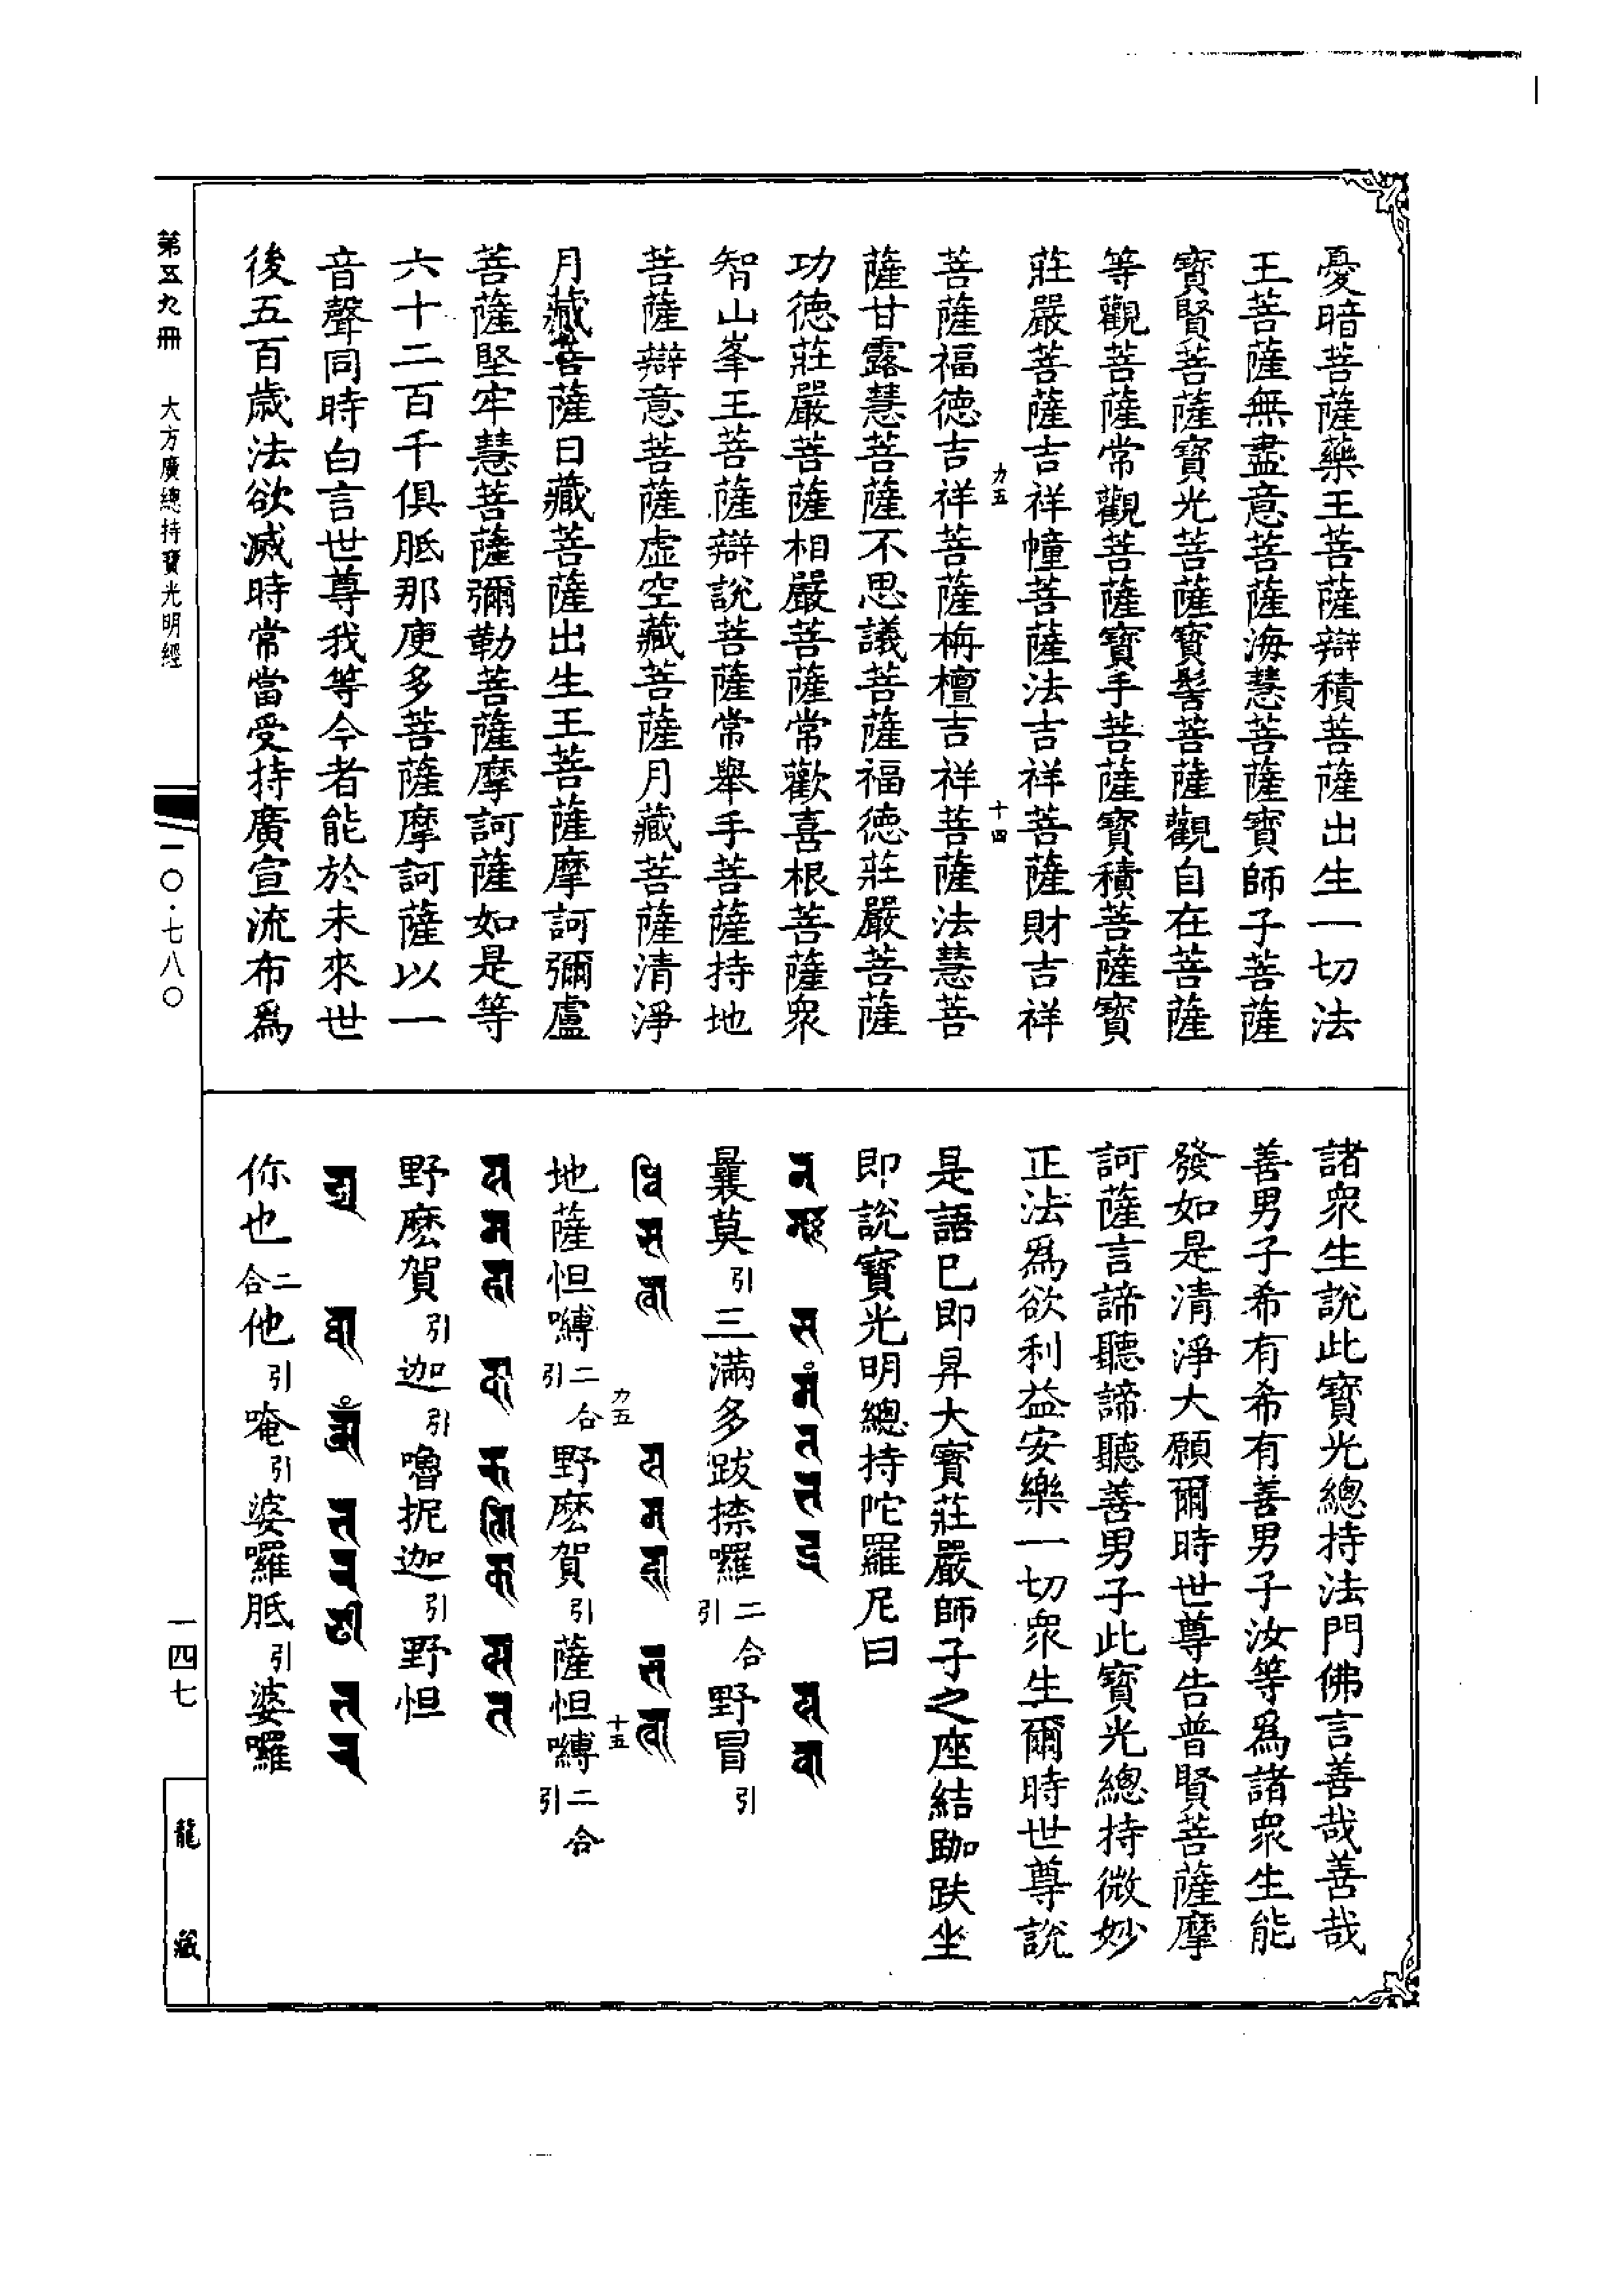 憂暗菩薩藥王菩薩辯積菩薩出生一切法
王菩薩無盡意菩薩海慧菩薩寶師子菩薩
寶賢菩薩寶光菩薩寶髻菩薩觀自在菩薩
等觀菩薩常觀菩薩寶手菩薩寶積菩薩寶
莊嚴菩薩吉祥幢菩薩法吉祥菩薩財吉祥
力五
十四
菩薩福德吉祥菩薩栴檀吉祥菩薩法慧菩
薩甘露慧菩薩不思議菩薩福德莊嚴菩薩
功德莊嚴菩薩相嚴菩薩常歡喜根菩薩衆
智山峯王菩薩辯說菩薩常舉手菩薩持地
菩薩辯意菩薩虛空藏菩薩月藏菩薩清淨
月藏菩薩日藏菩薩出生王菩薩摩訶彌盧
菩薩堅牢慧菩薩彌勒菩薩摩訶薩如是等
六十二百千俱胝那庾多菩薩摩訶薩以一
音聲同時白言世尊我等今者能於未來世
後五百歲法欲滅時常當受持廣宣流布爲
諸衆生說此寶光總持法門佛言善哉善哉
善男子希有希有善男子汝等爲諸衆生能
發如是清淨大願爾時世尊告普賢菩薩摩
訶薩言諦聽諦聽善男子此寶光總持微妙
正法爲欲利益安樂一切衆生爾時世尊說
是語已即昇大寶莊嚴師子之座結跏趺坐
即說寶光明總持陀羅尼曰
曩莫引三滿多跋捺囉二合引野冒引
力五
十五
地薩怛嚩二合引野麽賀引薩怛嚩二合引
野麽賀引迦引嚕抳迦引野怛
你也二合他引唵引婆囉胝引婆囉
第五九冊 大方廣總持寶光明經
一〇·七八〇
一四七
龍藏